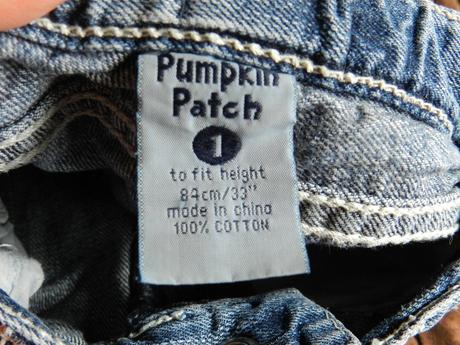 Pumpkin
Patch
1
to fit height
84cm/33"
made in china
100% COTTON